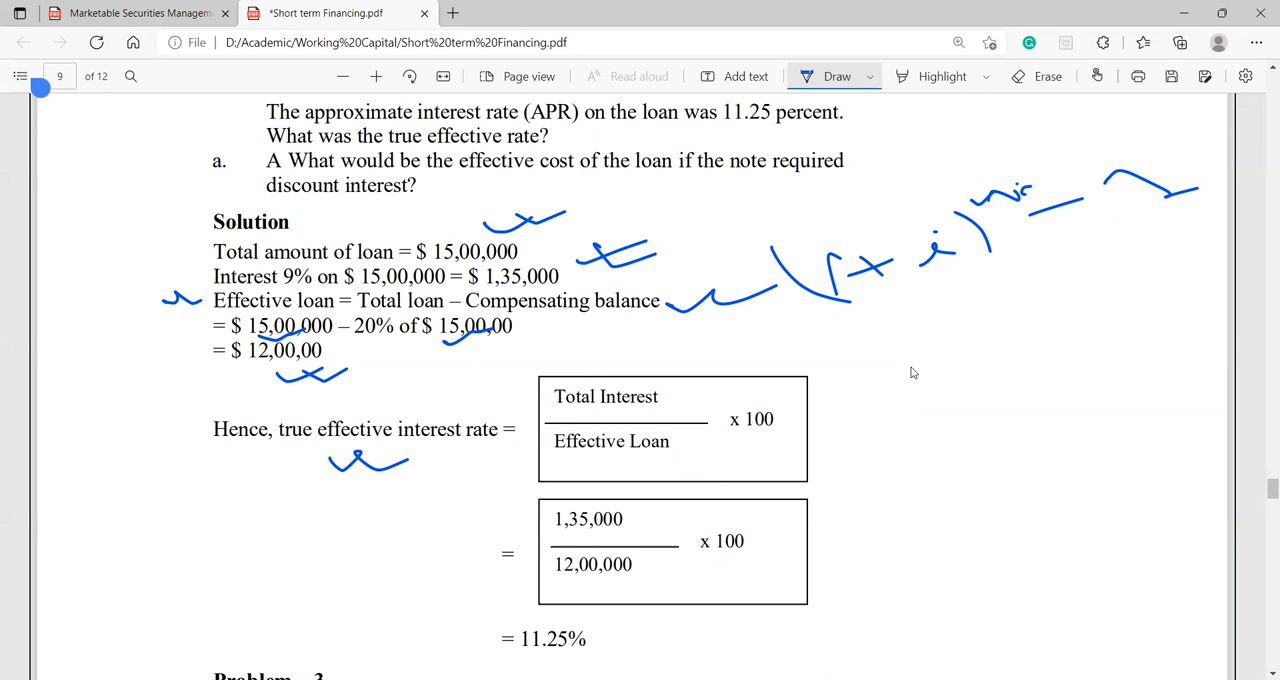 Marketable Securities Managem
*Short term Financing.pdf
File D:/Academic/Working%20Capital/Short%20term%20Financing.pdf
9 of 12 Page view Read aloud Add text Draw Highlight Erase
The approximate interest rate (APR) on the loan was 11.25 percent.
What was the true effective rate?
a. A What would be the effective cost of the loan if the note required
discount interest?
Solution
Total amount of loan = $ 15,00,000
Interest 9% on $ 15,00,000 = $ 1,35,000
Effective loan = Total loan – Compensating balance
= $ 15,00,000 – 20% of $ 15,00,00
= $ 12,00,00
Hence, true effective interest rate =
Total Interest
x 100
Effective Loan
=
1,35,000
x 100
12,00,000
= 11.25%
Problem – 3